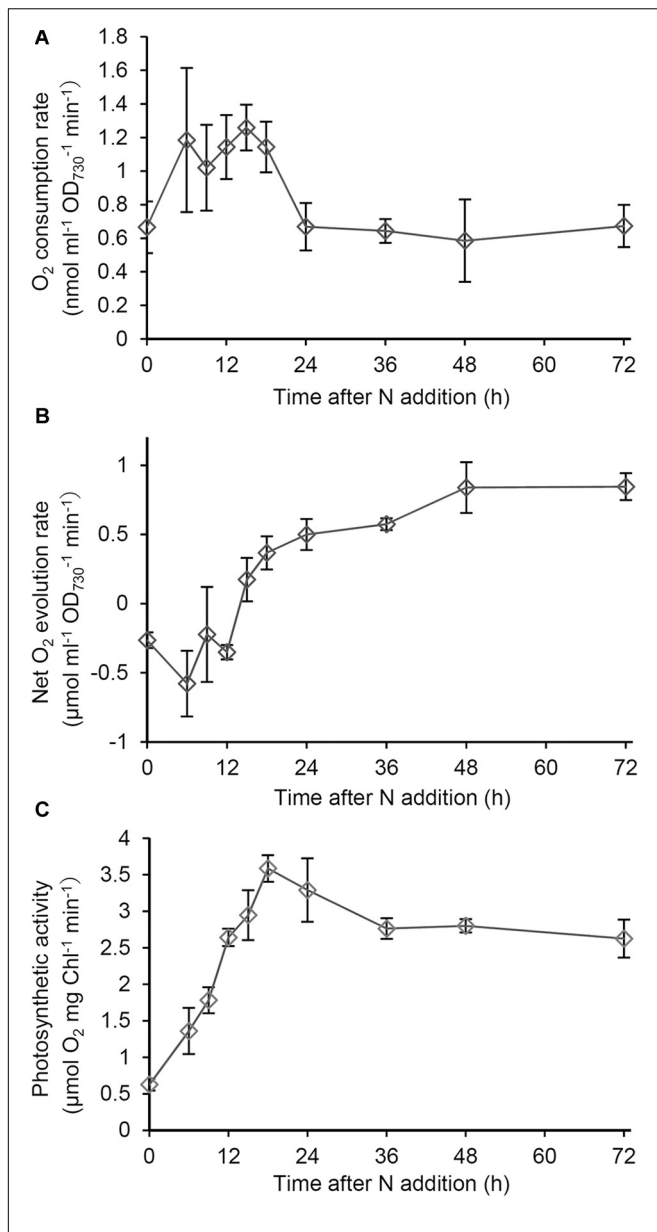 A
O₂ consumption rate
(nmol ml⁻¹ OD₇₃₀⁻¹ min⁻¹)
1.8
1.6
1.4
1.2
1
0.8
0.6
0.4
0.2
0
0 12 24 36 48 60 72
Time after N addition (h)
B
Net O₂ evolution rate
(μmol ml⁻¹ OD₇₃₀⁻¹ min⁻¹)
1
0.5
0
-0.5
-1
0 12 24 36 48 60 72
Time after N addition (h)
C
Photosynthetic activity
(μmol O₂ mg Chl⁻¹ min⁻¹)
4
3.5
3
2.5
2
1.5
1
0.5
0
0 12 24 36 48 60 72
Time after N addition (h)